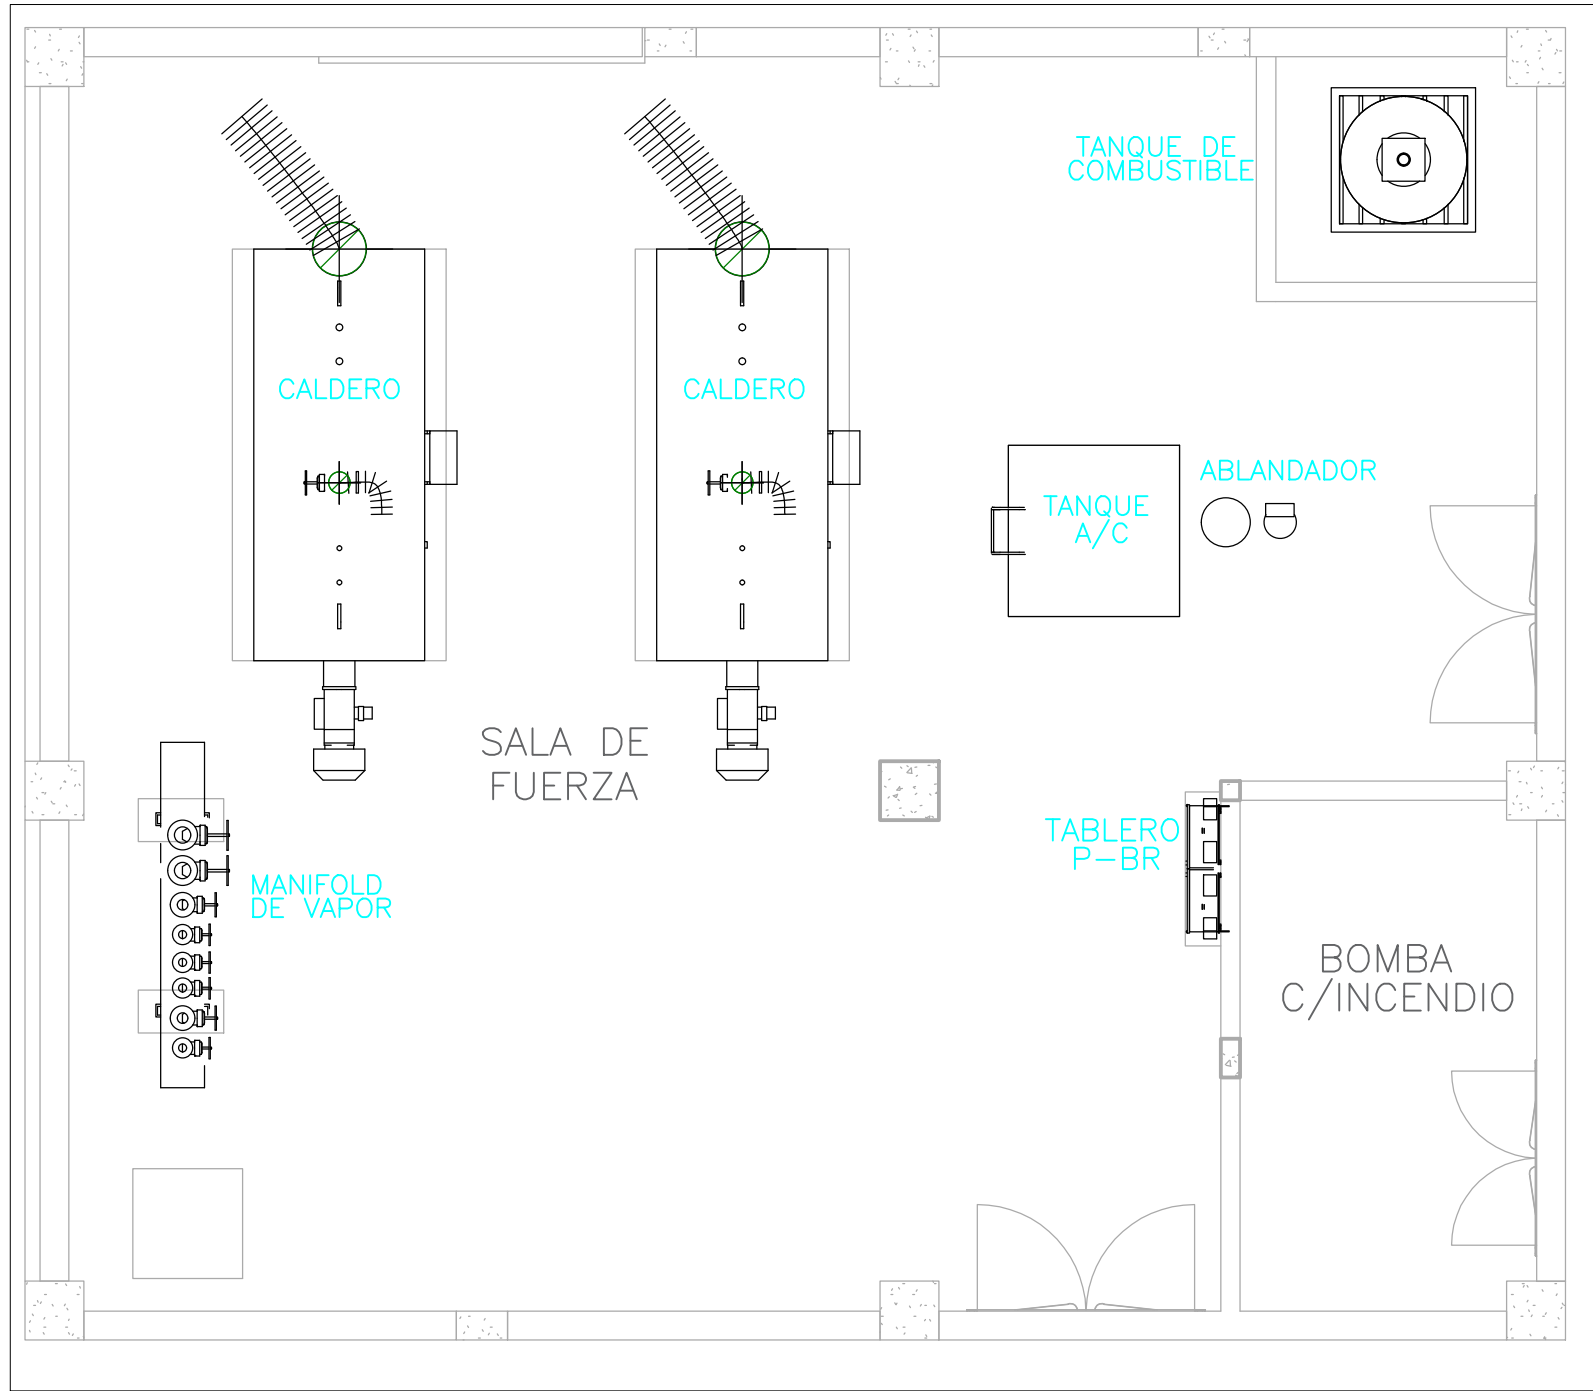 TANQUE DE
COMBUSTIBLE
CALDERO
CALDERO
ABLANDADOR
TANQUE
A/C
SALA DE
FUERZA
TABLERO
P-BR
MANIFOLD
DE VAPOR
BOMBA
C/INCENDIO